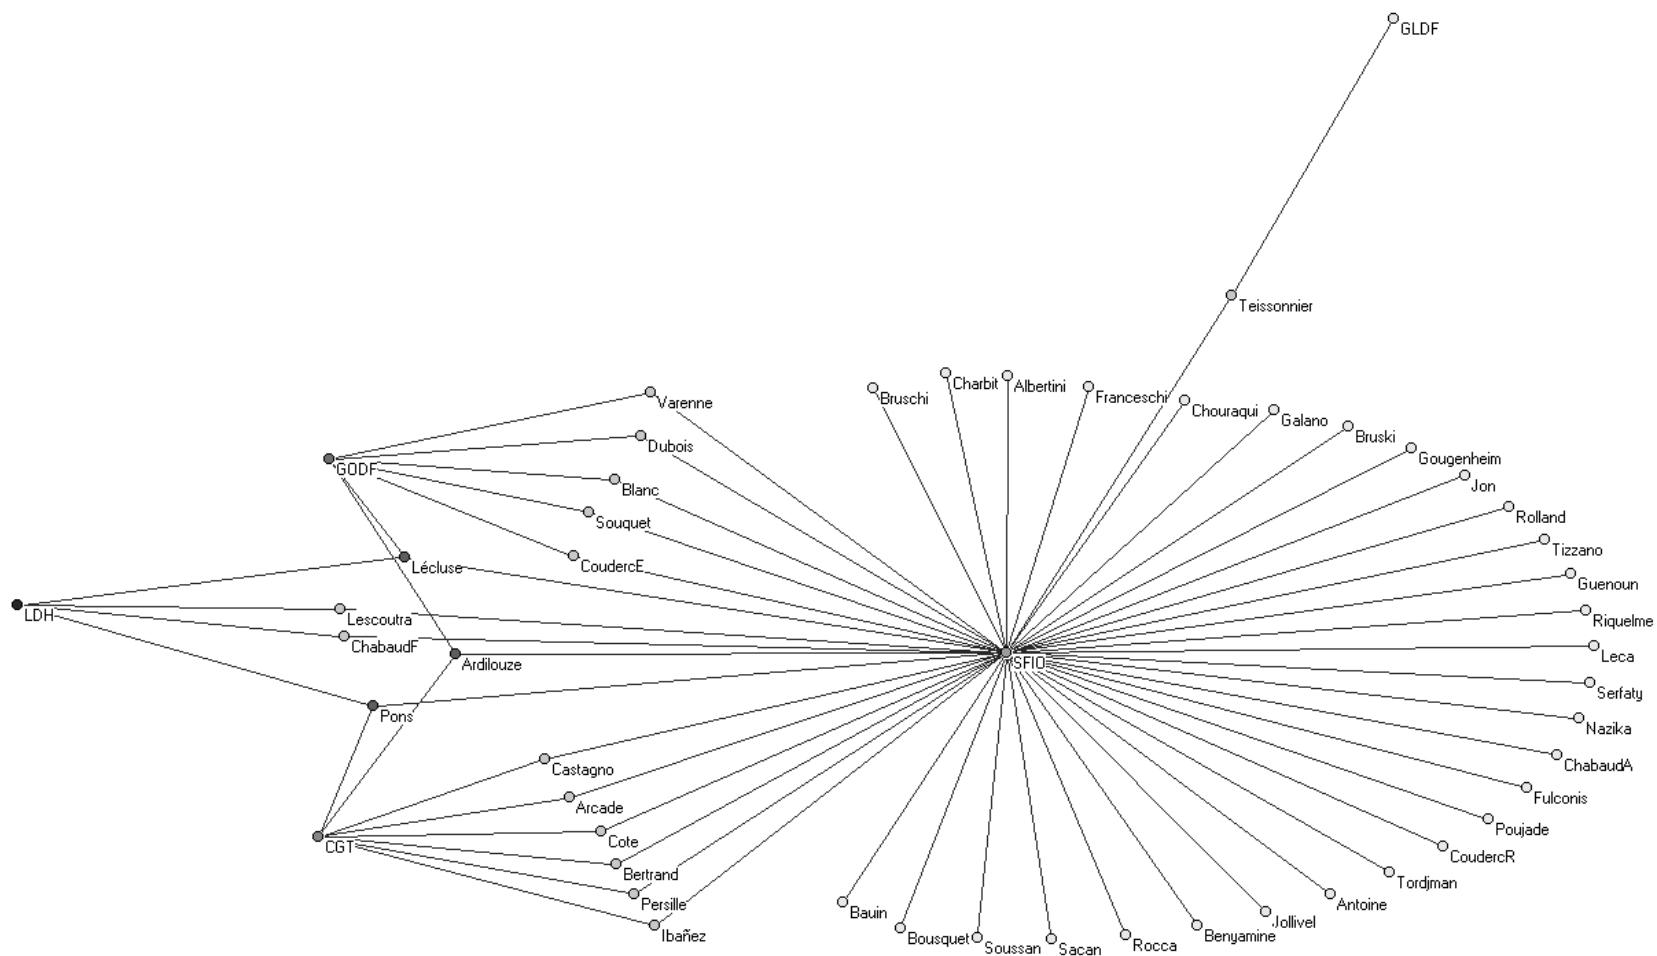 GLDF
Teissonnier
Charbit
Albertini
Bruschi
Franceschi
Varenne
Chouraqui
Galano
Bruski
Dubois
Gougenheim
GODF
Blanc
Jon
Souquet
Rolland
Tizzano
CoudercE
Lécluse
Guenoun
LDH
Lescoutra
Riquelme
ChabaudF
Ardilouze
SFIO
Leca
Serfaty
Pons
Nazika
Castagno
ChabaudA
Arcade
Fulconis
Cote
Poujade
CGT
CoudercR
Bertrand
Tordjman
Persille
Antoine
Bauin
Jollivel
Ibañez
Bousquet
Benyamine
Soussan
Sacan
Rocca